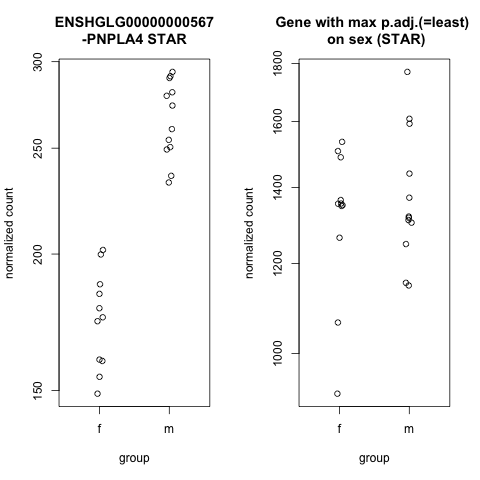 ENSHGLG00000000567
-PNPLA4 STAR
normalized count
300
250
200
150
f
m
group
Gene with max p.adj.(=least)
on sex (STAR)
normalized count
1800
1600
1400
1200
1000
f
m
group